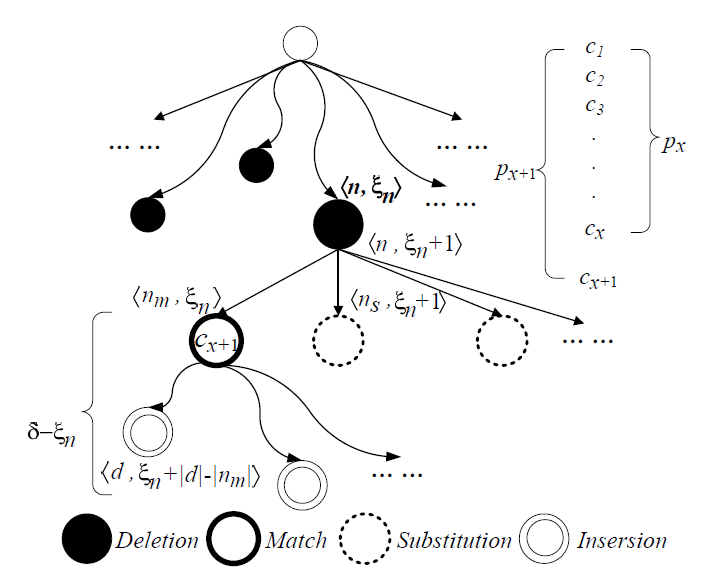 c1
c2
... ...
... ...
c3
.
px
px+1
.
⟨n, ξn⟩
... ...
.
cx
⟨n , ξn+1⟩
cx+1
⟨nm , ξn⟩
⟨ns , ξn+1⟩
cx+1
... ...
δ−ξn
⟨d , ξn+|d|-|nm|⟩
... ...
Deletion Match Substitution Insersion